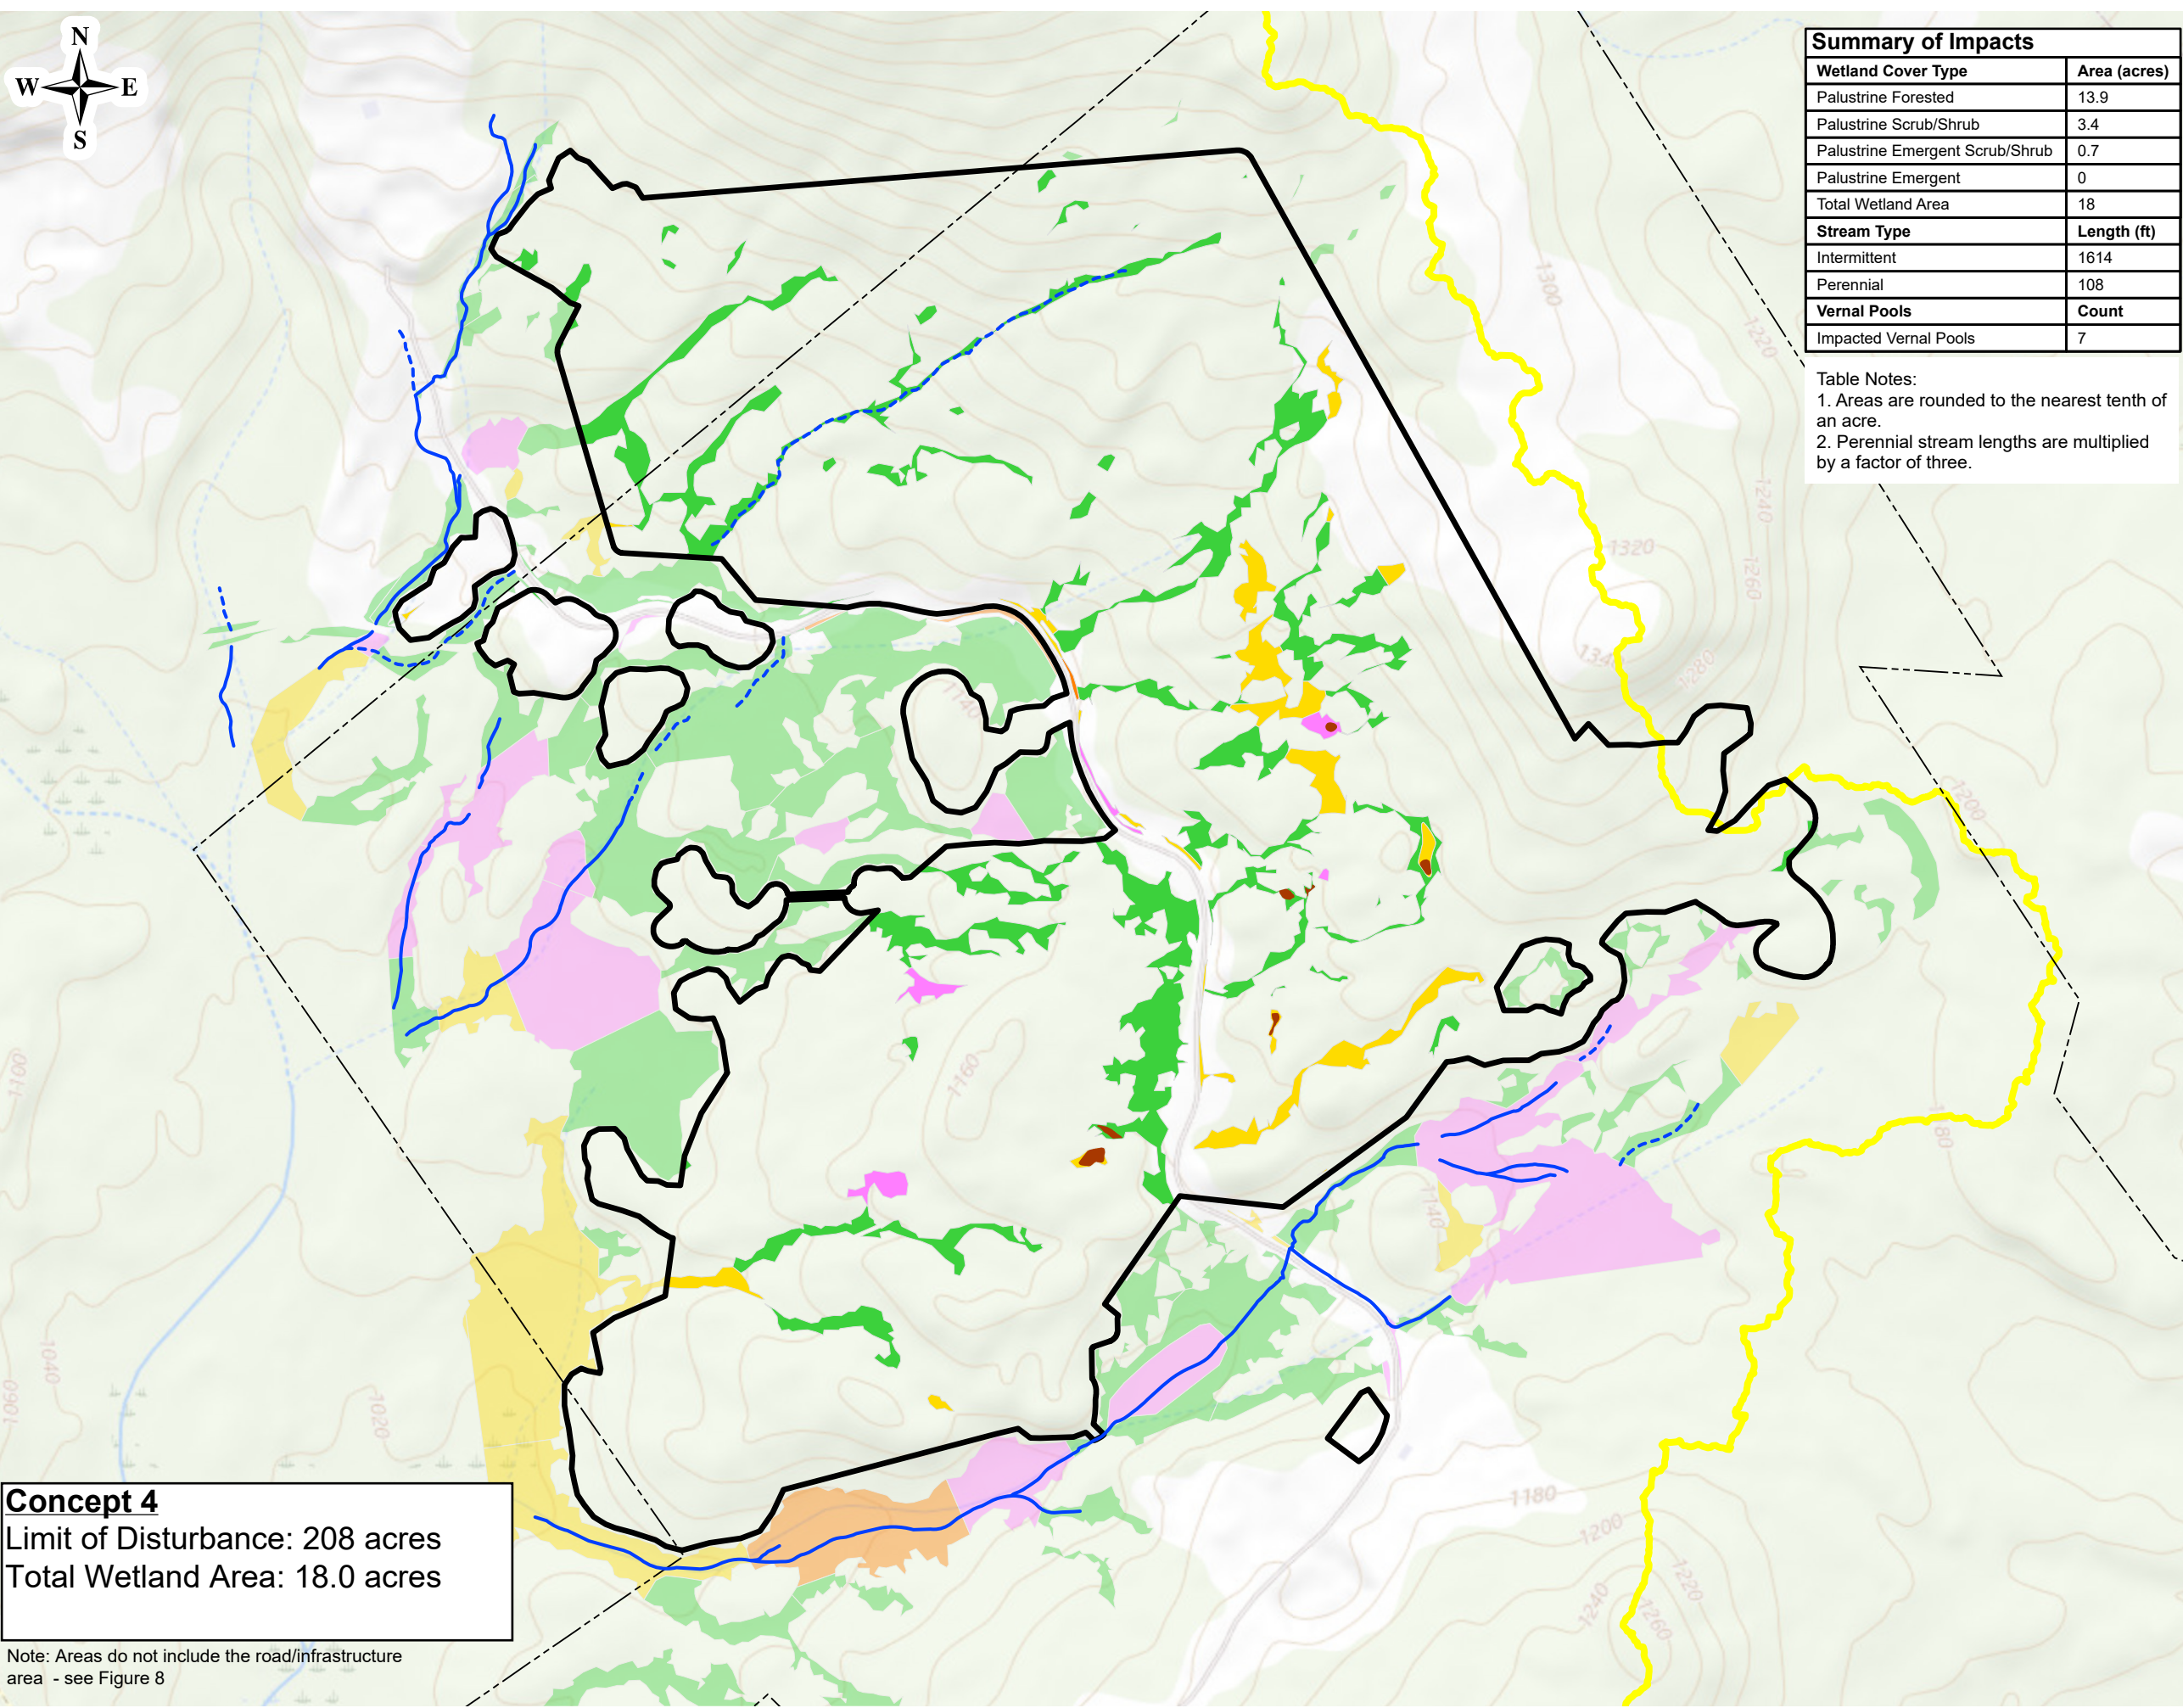 N
W E
S
Summary of Impacts
Wetland Cover Type Area (acres)
Palustrine Forested 13.9
Palustrine Scrub/Shrub 3.4
Palustrine Emergent Scrub/Shrub 0.7
Palustrine Emergent 0
Total Wetland Area 18
Stream Type Length (ft)
Intermittent 1614
Perennial 108
Vernal Pools Count
Impacted Vernal Pools 7
Table Notes:
1. Areas are rounded to the nearest tenth of
an acre.
2. Perennial stream lengths are multiplied
by a factor of three.
1300
1220
1240
1320
1260
1280
1140
1200
1160
1100
1140
1040
1060
1020
1180
1200
1220
1240
1260
Concept 4
Limit of Disturbance: 208 acres
Total Wetland Area: 18.0 acres
Note: Areas do not include the road/infrastructure
area - see Figure 8